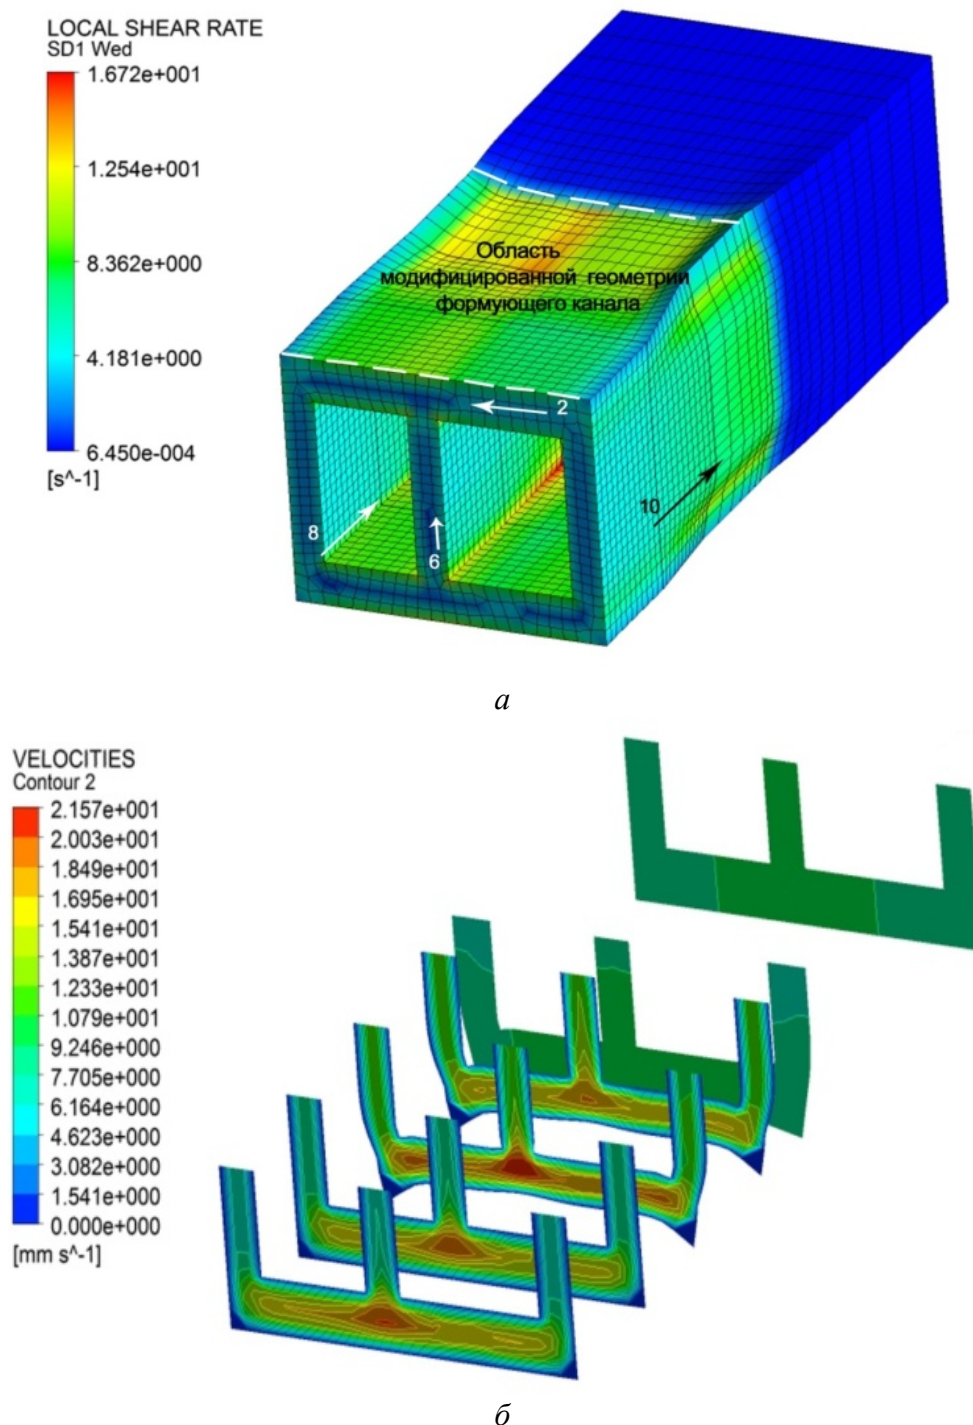 LOCAL SHEAR RATE
SD1 Wed
1.672e+001
1.254e+001
8.362e+000
4.181e+000
6.450e-004
[s^-1]
Область
модифицированной геометрии
формующего канала
2
10
8
6
а
VELOCITIES
Contour 2
2.157e+001
2.003e+001
1.849e+001
1.695e+001
1.541e+001
1.387e+001
1.233e+001
1.079e+001
9.246e+000
7.705e+000
6.164e+000
4.623e+000
3.082e+000
1.541e+000
0.000e+000
[mm s^-1]
б